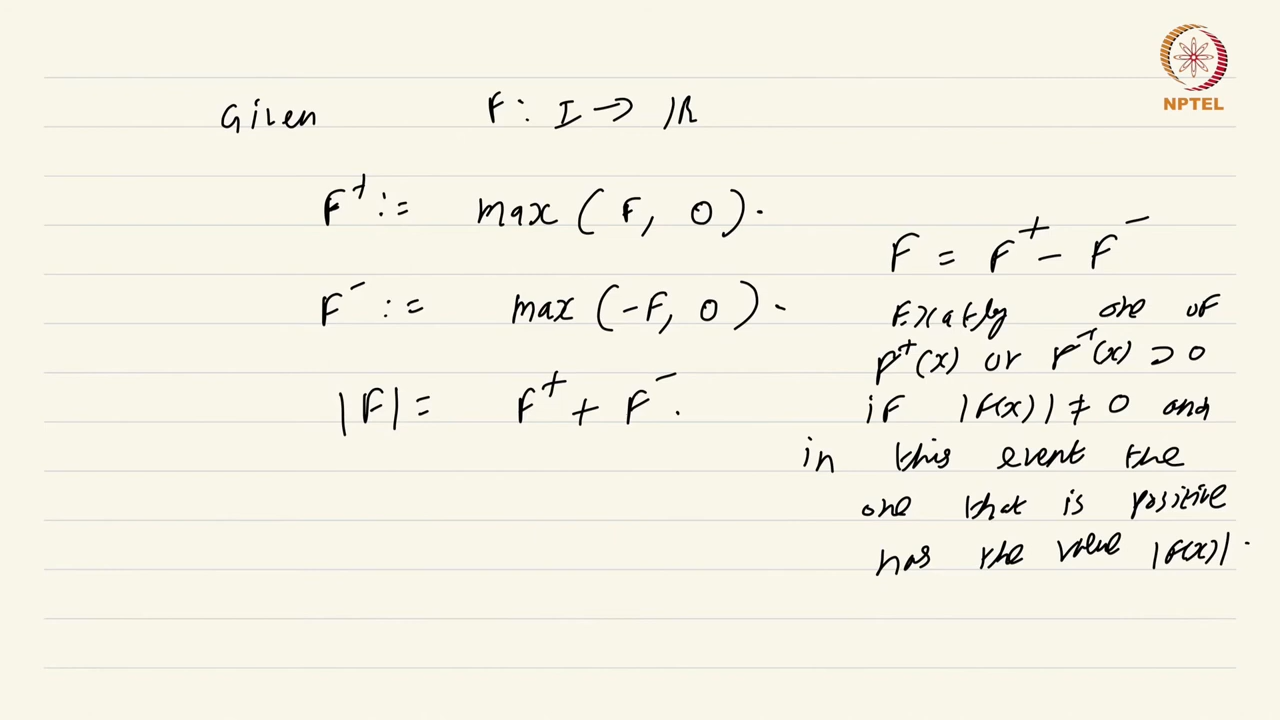 NPTEL
Given F: I → ℝ
F⁺ := max (F, 0).
F⁻ := max (-F, 0).
|F| = F⁺ + F⁻.
F = F⁺ - F⁻
Exactly one of
F⁺(x) or F⁻(x) > 0
if |F(x)| ≠ 0 and
in this event the
one that is positive
has the value |F(x)|.